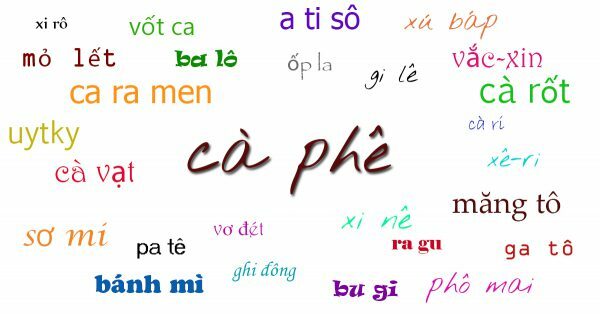 xi rô
vốt ca
a ti sô
xú báp
mỏ lết
ba lô
ốp la
gi lê
vắc-xin
ca ra men
cà rốt
uytky
cà phê
cà ri
cà vạt
xê-ri
măng tô
sơ mi
pa tê
vơ đét
xi nê
ra gu
ga tô
bánh mì
ghi đông
bu gi
phô mai